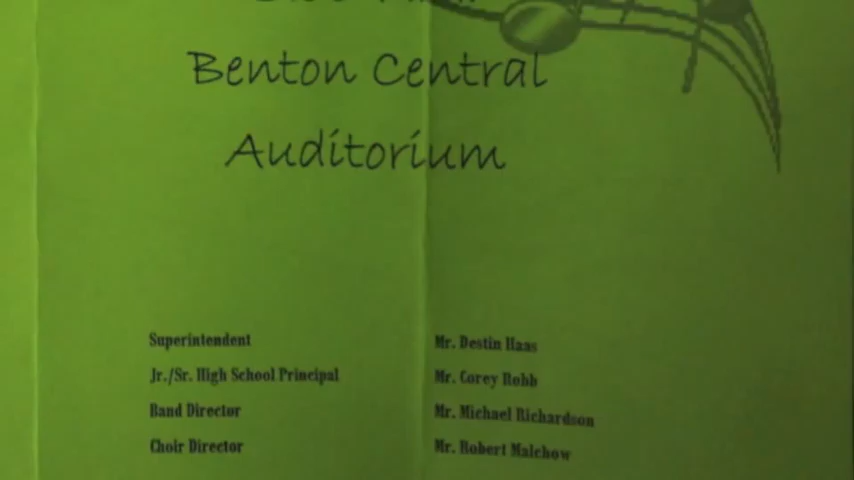 Benton Central
Auditorium
Superintendent Mr. Destin Haas
Jr./Sr. High School Principal Mr. Corey Robb
Band Director Mr. Michael Richardson
Choir Director Mr. Robert Malchow